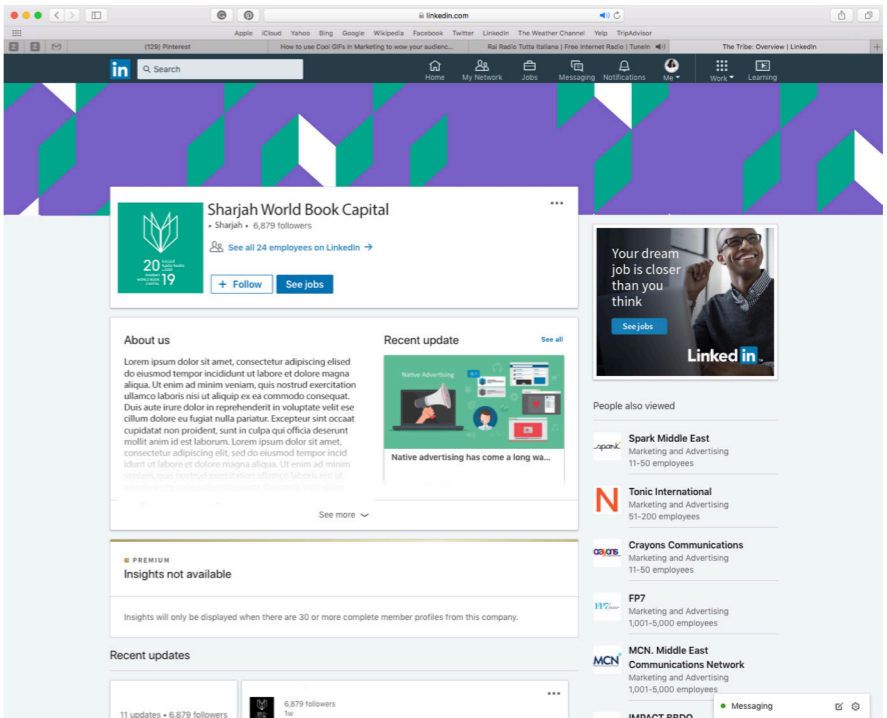 linkedin.com
Apple iCloud Yahoo Bing Google Wikipedia Facebook Twitter LinkedIn The Weather Channel Yelp TripAdvisor
(129) Pinterest
How to use Cool GIFs in Marketing to wow your audienc...
Rai Radio Tutta Italiana | Free Internet Radio | TuneIn
The Tribe: Overview | LinkedIn
in
Search
Home
My Network
Jobs
Messaging
Notifications
Me
Work
Learning
Sharjah World Book Capital
• Sharjah • 6,879 followers
See all 24 employees on LinkedIn →
+ Follow
See jobs
20
19
About us
Lorem ipsum dolor sit amet, consectetur adipiscing elised
do eiusmod tempor incididunt ut labore et dolore magna
aliqua. Ut enim ad minim veniam, quis nostrud exercitation
ullamco laboris nisi ut aliquip ex ea commodo consequat.
Duis aute irure dolor in reprehenderit in voluptate velit ese
cillum dolore eu fugiat nulla pariatur. Excepteur sint occaat
cupidatat non proident, sunt in culpa qui officia deserunt
mollit anim id est laborum. Lorem ipsum dolor sit amet,
consectetur adipiscing elit, sed do eiusmod tempor incid
idunt ut labore et dolore magna aliqua. Ut enim ad minim
See more
Recent update
See all
Native Advertising
Native advertising has come a long wa...
PREMIUM
Insights not available
Insights will only be displayed when there are 30 or more complete member profiles from this company.
Recent updates
11 updates • 6,879 followers
6,879 followers
1w
Your dream
job is closer
than you
think
See jobs
Linked in
People also viewed
Spark Middle East
Marketing and Advertising
11-50 employees
Tonic International
Marketing and Advertising
51-200 employees
Crayons Communications
Marketing and Advertising
11-50 employees
FP7
Marketing and Advertising
1,001-5,000 employees
MCN
MCN. Middle East
Communications Network
Marketing and Advertising
1,001-5,000 employees
IMPACT BBDO
Messaging